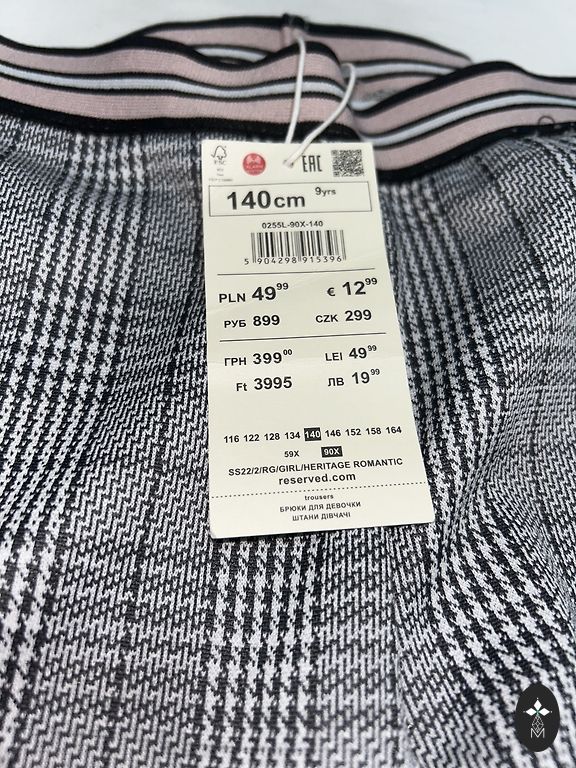 FSC
EAC
140cm 9yrs
0255L-90X-140
5 904298 915396
PLN 49⁹⁹ € 12⁹⁹
РУБ 899 CZK 299
ГРН 399⁰⁰ LEI 49⁹⁹
Ft 3995 ЛВ 19⁹⁹
116 122 128 134 140 146 152 158 164
59X 90X
SS22/2/RG/GIRL/HERITAGE ROMANTIC
reserved.com
trousers
БРЮКИ ДЛЯ ДЕВОЧКИ
ШТАНИ ДІВЧАЧІ
M